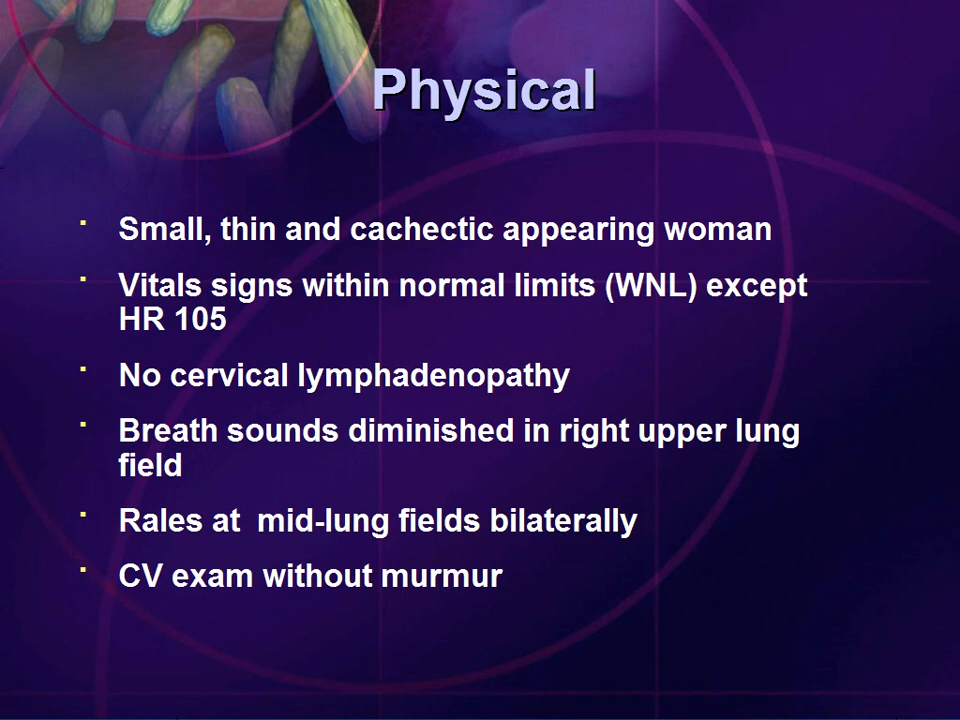 Physical
Small, thin and cachectic appearing woman
Vitals signs within normal limits (WNL) except
HR 105
No cervical lymphadenopathy
Breath sounds diminished in right upper lung
field
Rales at  mid-lung fields bilaterally
CV exam without murmur